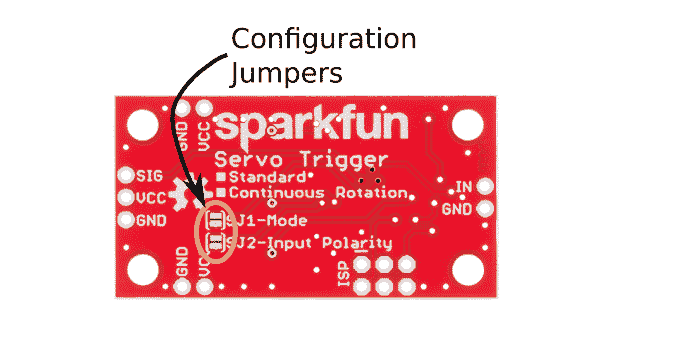 Configuration
Jumpers
GND
VCC
sparkfun
Servo Trigger
Standard
Continuous Rotation
SIG
VCC
GND
IN
GND
SJ1-Mode
SJ2-Input Polarity
GND
ISP